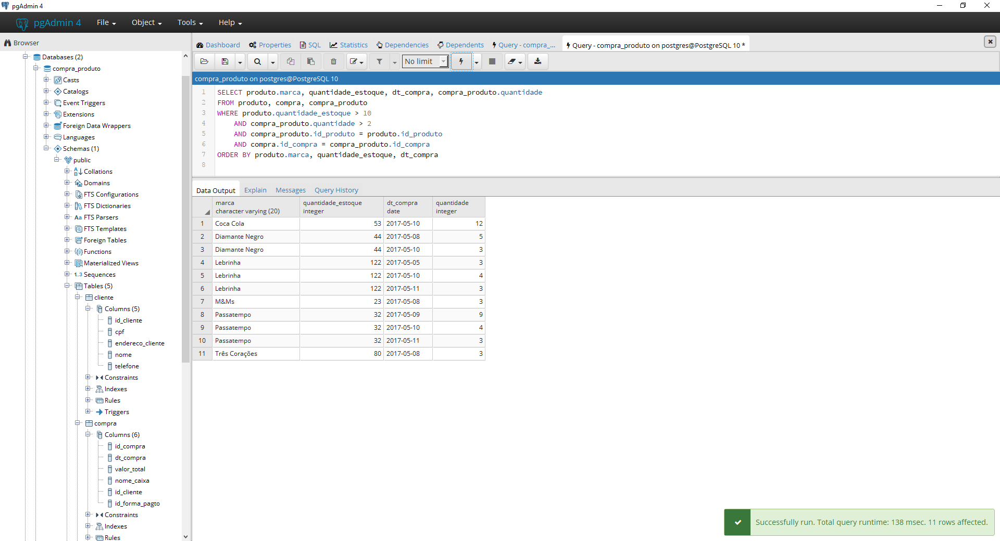 pgAdmin 4
pgAdmin 4 File Object Tools Help
Browser
Databases (2)
compra_produto
Casts
Catalogs
Event Triggers
Extensions
Foreign Data Wrappers
Languages
Schemas (1)
public
Collations
Domains
FTS Configurations
FTS Dictionaries
FTS Parsers
FTS Templates
Foreign Tables
Functions
Materialized Views
1..3 Sequences
Tables (5)
cliente
Columns (5)
id_cliente
cpf
endereco_cliente
nome
telefone
Constraints
Indexes
Rules
Triggers
compra
Columns (6)
id_compra
dt_compra
valor_total
nome_caixa
id_cliente
id_forma_pagto
Constraints
Indexes
Rules
Dashboard Properties SQL Statistics Dependencies Dependents Query - compra_... Query - compra_produto on postgres@PostgreSQL 10 *
No limit
compra_produto on postgres@PostgreSQL 10
1 SELECT produto.marca, quantidade_estoque, dt_compra, compra_produto.quantidade
2 FROM produto, compra, compra_produto
3 WHERE produto.quantidade_estoque > 10
4 AND compra_produto.quantidade > 2
5 AND compra_produto.id_produto = produto.id_produto
6 AND compra.id_compra = compra_produto.id_compra
7 ORDER BY produto.marca, quantidade_estoque, dt_compra
8
Data Output Explain Messages Query History
marca quantidade_estoque dt_compra quantidade
character varying (20) integer date integer
1 Coca Cola 53 2017-05-10 12
2 Diamante Negro 44 2017-05-08 5
3 Diamante Negro 44 2017-05-10 3
4 Lebrinha 122 2017-05-05 3
5 Lebrinha 122 2017-05-10 4
6 Lebrinha 122 2017-05-11 3
7 M&Ms 23 2017-05-08 3
8 Passatempo 32 2017-05-09 9
9 Passatempo 32 2017-05-10 4
10 Passatempo 32 2017-05-11 3
11 Três Corações 80 2017-05-08 3
Successfully run. Total query runtime: 138 msec. 11 rows affected.